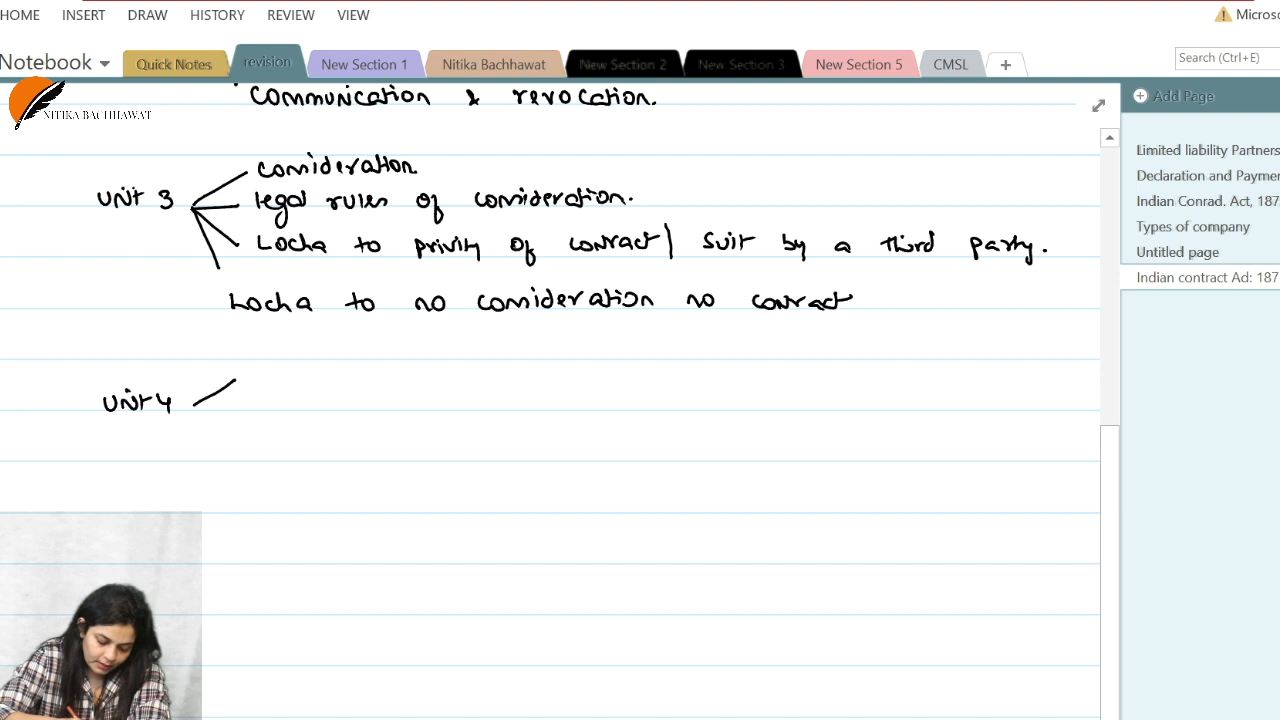 HOME INSERT DRAW HISTORY REVIEW VIEW
Microso
Notebook
Quick Notes
revision
New Section 1
Nitika Bachhawat
New Section 2
New Section 3
New Section 5
CMSL
+
Search (Ctrl+E)
NITIKA BACHHAWAT
Communication & revocation.
Unit 3
consideration.
legal rules of consideration.
Locha to privity of contract | suit by a third party.
Locha to no consideration no contract
Unit 4
Add Page
Limited liability Partners
Declaration and Paymer
Indian Conrad. Act, 187
Types of company
Untitled page
Indian contract Ad: 187